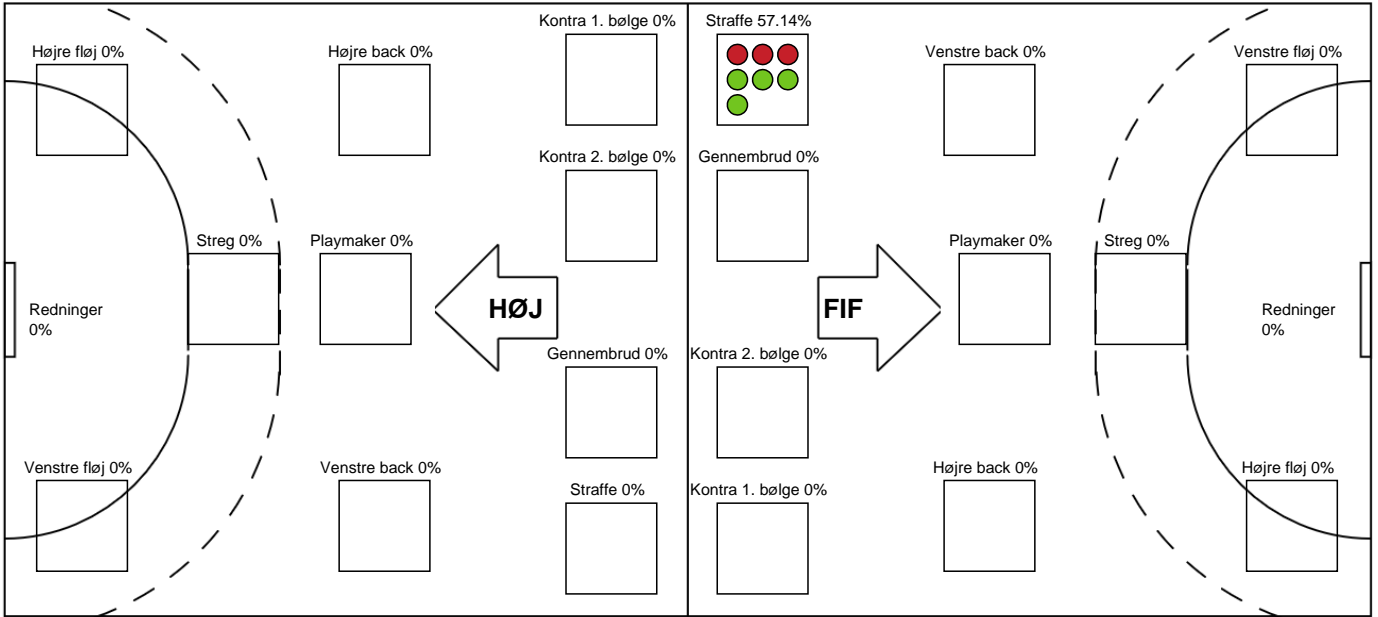 Kontra 1. bølge 0%
Straffe 57.14%
Højre fløj 0%
Højre back 0%
Venstre back 0%
Venstre fløj 0%
Kontra 2. bølge 0%
Gennembrud 0%
Streg 0%
Playmaker 0%
Playmaker 0%
Streg 0%
Redninger
0%
HØJ
FIF
Redninger
0%
Gennembrud 0%
Kontra 2. bølge 0%
Venstre fløj 0%
Venstre back 0%
Højre back 0%
Højre fløj 0%
Straffe 0%
Kontra 1. bølge 0%